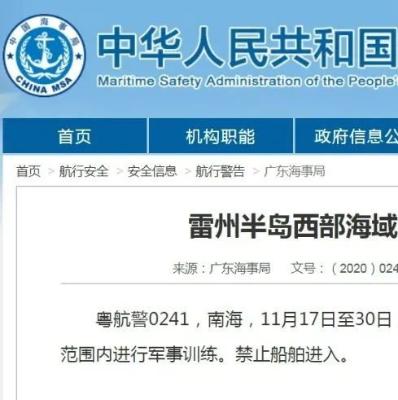 中国海事局
CHINA MSA
中华人民共和国
Maritime Safety Administration of the People's
首页 机构职能 政府信息公
首页 > 航行安全 > 安全信息 > 航行警告 > 广东海事局
雷州半岛西部海域
来源：广东海事局 文号：（2020）024
粤航警0241，南海，11月17日至30日
范围内进行军事训练。禁止船舶进入。